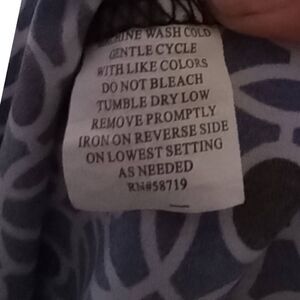 WASH COLD
GENTLE CYCLE
WITH LIKE COLORS
DO NOT BLEACH
TUMBLE DRY LOW
REMOVE PROMPTLY
IRON ON REVERSE SIDE
ON LOWEST SETTING
AS NEEDED
RN#58719